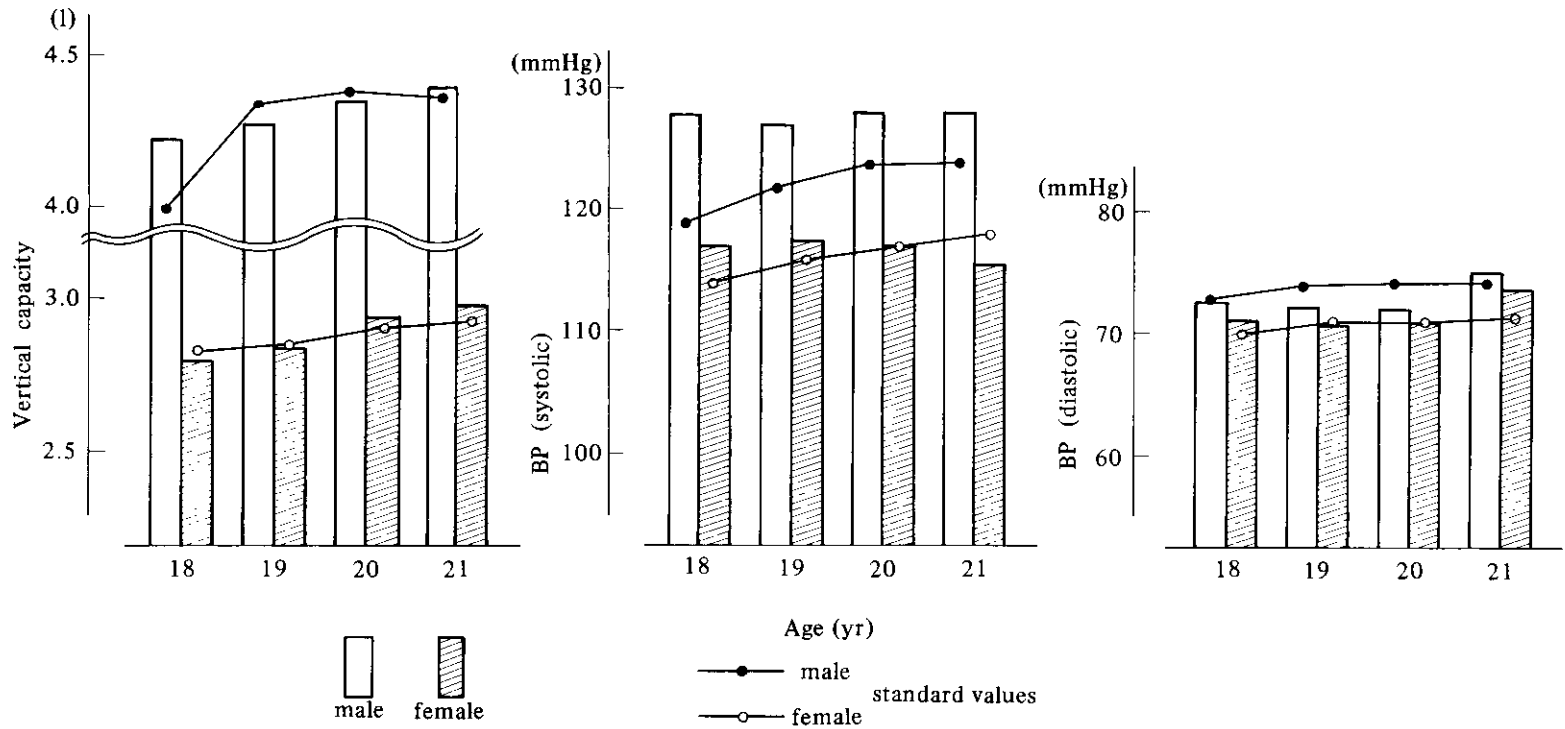 (l)
4.5
4.0
3.0
2.5
Vertical capacity
18 19 20 21
(mmHg)
130
120
110
100
BP (systolic)
18 19 20 21
(mmHg)
80
70
60
BP (diastolic)
18 19 20 21
Age (yr)
male female
male
standard values
female